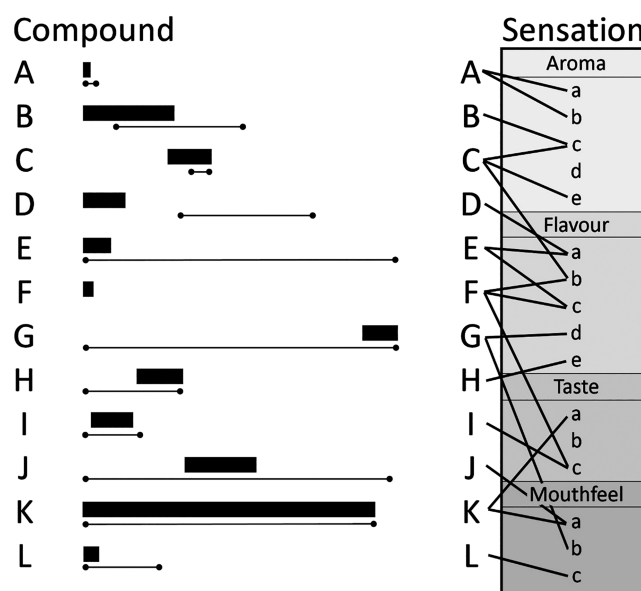 Compound
A
B
C
D
E
F
G
H
I
J
K
L
A
B
C
D
E
F
G
H
I
J
K
L
Sensation
Aroma
a
b
c
d
e
Flavour
a
b
c
d
e
Taste
a
b
c
Mouthfeel
a
b
c